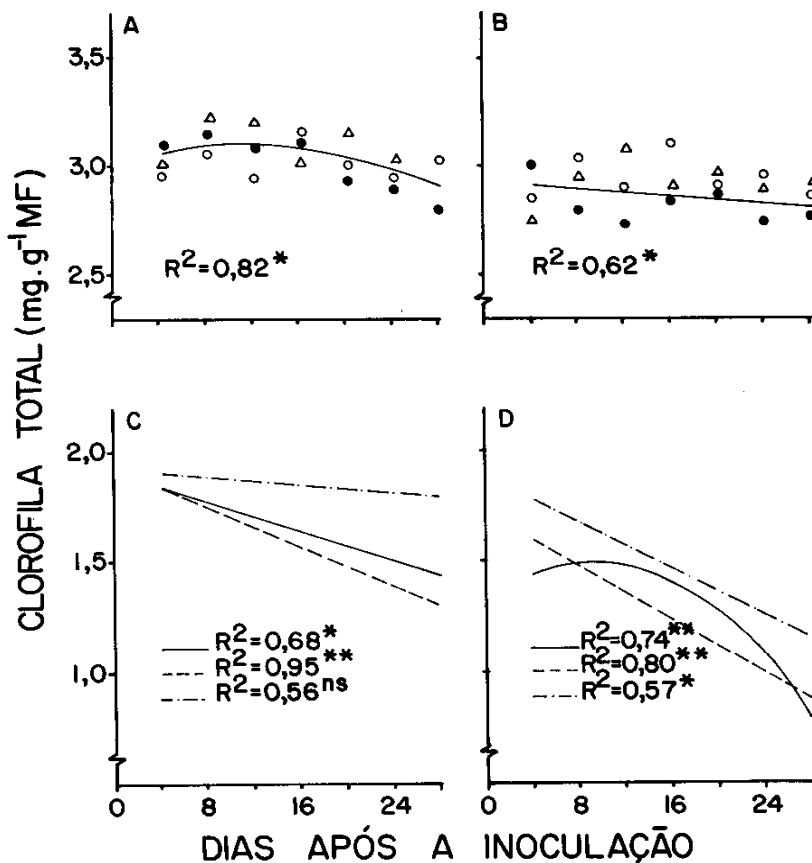 CLOROFILA TOTAL (mg.g⁻¹MF)
A
3,5
3,0
2,5
R²=0,82*
B
R²=0,62*
C
2,0
1,5
1,0
R²=0,68*
R²=0,95**
R²=0,56ns
D
R²=0,74**
R²=0,80**
R²=0,57*
0 8 16 24
0 8 16 24
DIAS APÓS A INOCULAÇÃO